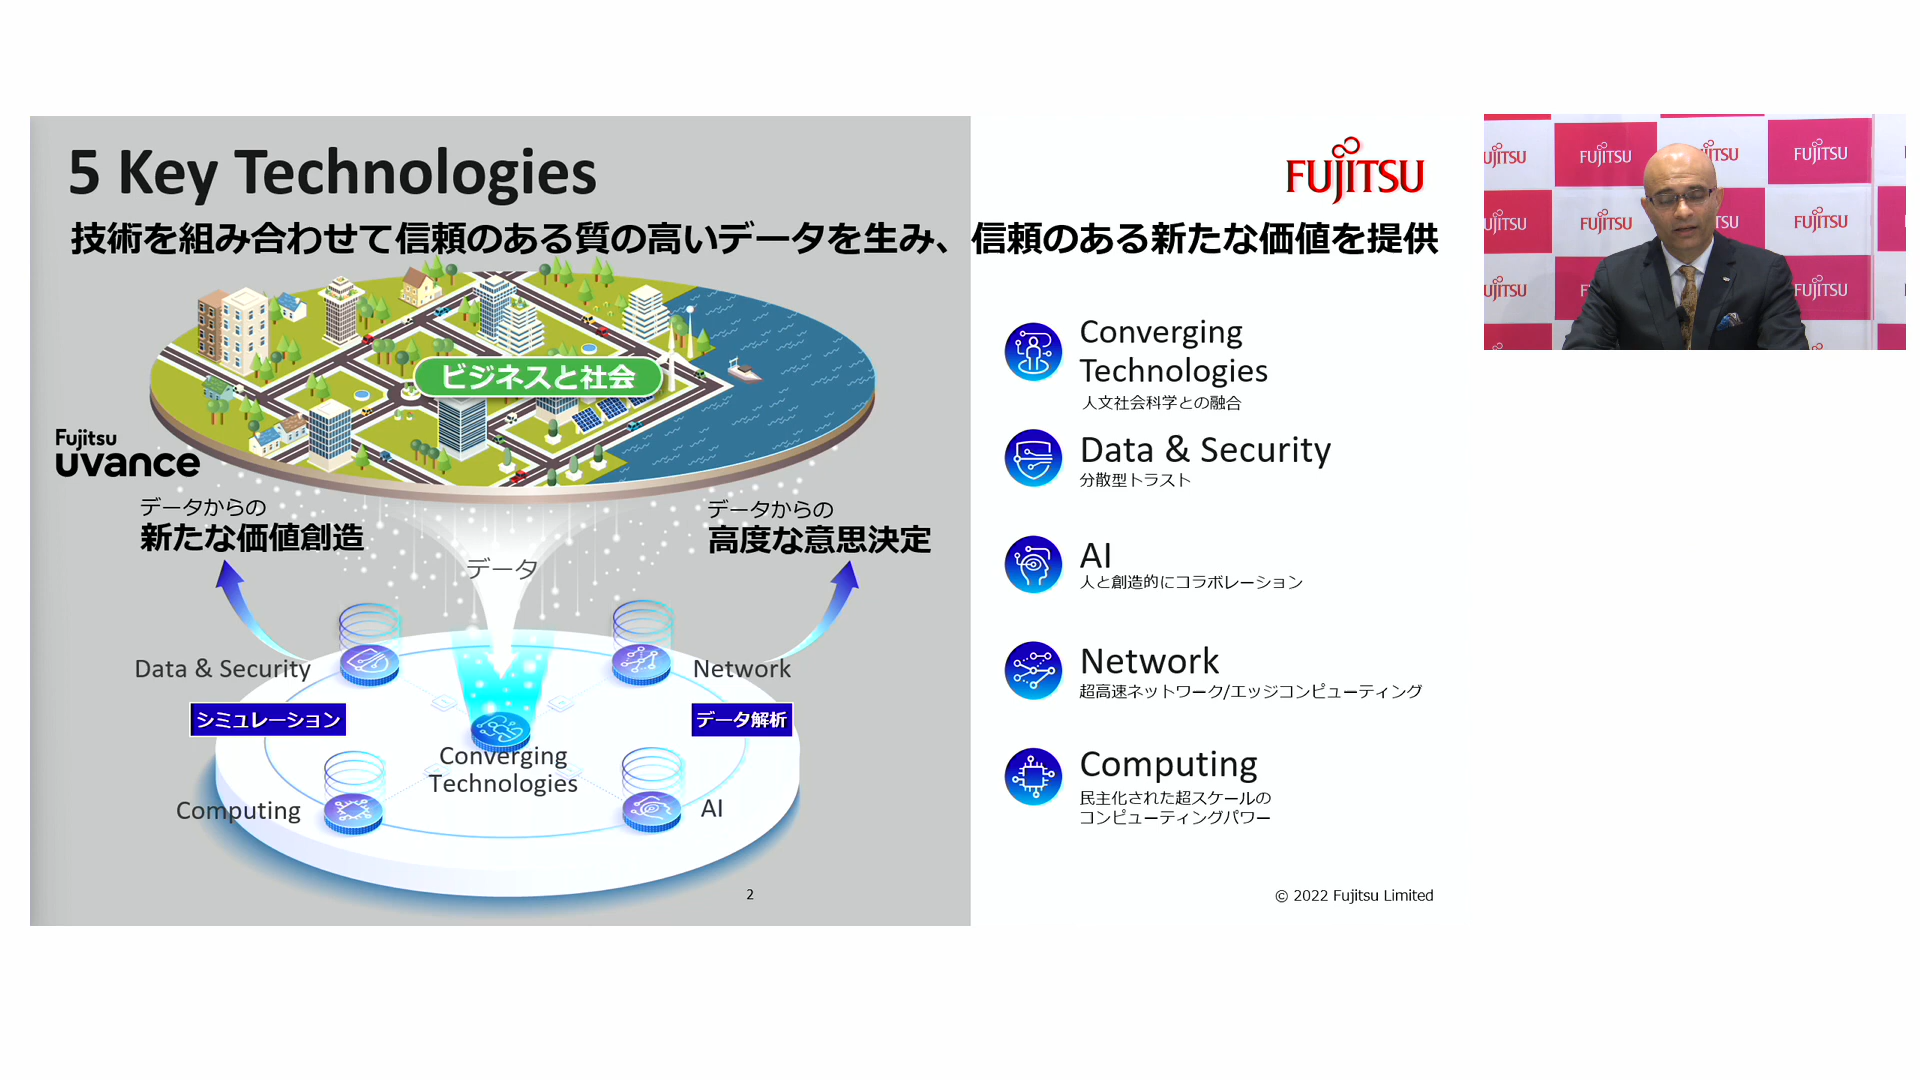 5 Key Technologies
FUJITSU
技術を組み合わせて信頼のある質の高いデータを生み、信頼のある新たな価値を提供
ビジネスと社会
Fujitsu
uvance
データからの
新たな価値創造
データからの
高度な意思決定
データ
Data & Security
Network
シミュレーション
データ解析
Converging
Technologies
Computing
AI
2
Converging
Technologies
人文社会科学との融合
Data & Security
分散型トラスト
AI
人と創造的にコラボレーション
Network
超高速ネットワーク/エッジコンピューティング
Computing
民主化された超スケールの
コンピューティングパワー
© 2022 Fujitsu Limited
FUJITSU
FUJITSU
FUJITSU
FUJITSU
FUJITSU
FUJITSU
FUJITSU
FUJITSU